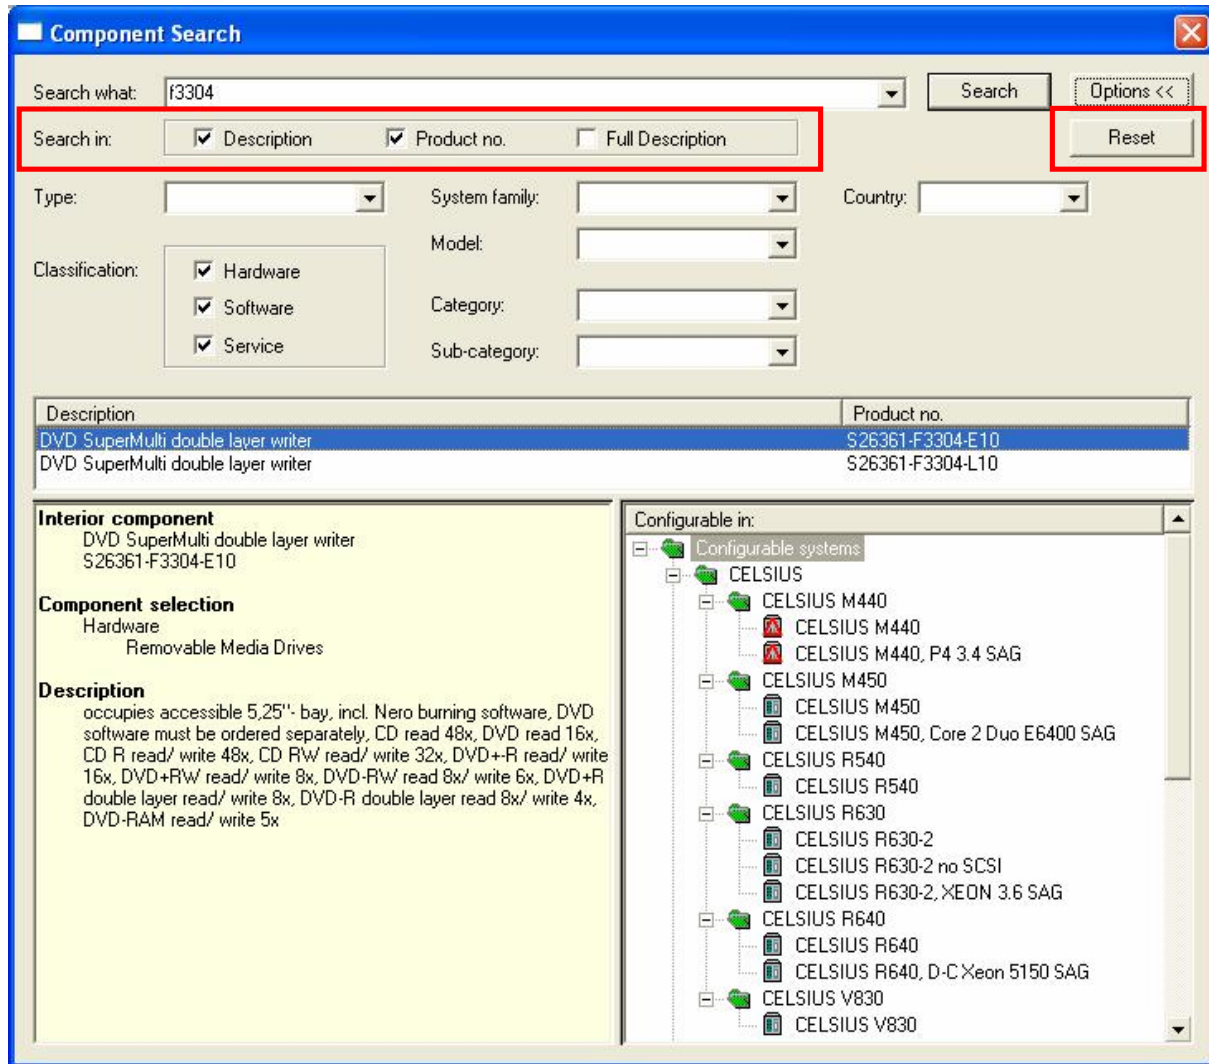 Component Search
Search what: f3304 Search Options <<
Search in: Description Product no. Full Description Reset
Type: System family: Country:
Model:
Classification: Hardware
Software Category:
Service Sub-category:
Description Product no.
DVD SuperMulti double layer writer S26361-F3304-E10
DVD SuperMulti double layer writer S26361-F3304-L10
Interior component
DVD SuperMulti double layer writer
S26361-F3304-E10
Component selection
Hardware
Removable Media Drives
Description
occupies accessible 5,25"- bay, incl. Nero burning software, DVD
software must be ordered separately, CD read 48x, DVD read 16x,
CD R read/ write 48x, CD RW read/ write 32x, DVD+-R read/ write
16x, DVD+RW read/ write 8x, DVD-RW read 8x/ write 6x, DVD+R
double layer read/ write 8x, DVD-R double layer read 8x/ write 4x,
DVD-RAM read/ write 5x
Configurable in:
Configurable systems
CELSIUS
CELSIUS M440
CELSIUS M440
CELSIUS M440, P4 3.4 SAG
CELSIUS M450
CELSIUS M450
CELSIUS M450, Core 2 Duo E6400 SAG
CELSIUS R540
CELSIUS R540
CELSIUS R630
CELSIUS R630-2
CELSIUS R630-2 no SCSI
CELSIUS R630-2, XEON 3.6 SAG
CELSIUS R640
CELSIUS R640
CELSIUS R640, D-C Xeon 5150 SAG
CELSIUS V830
CELSIUS V830